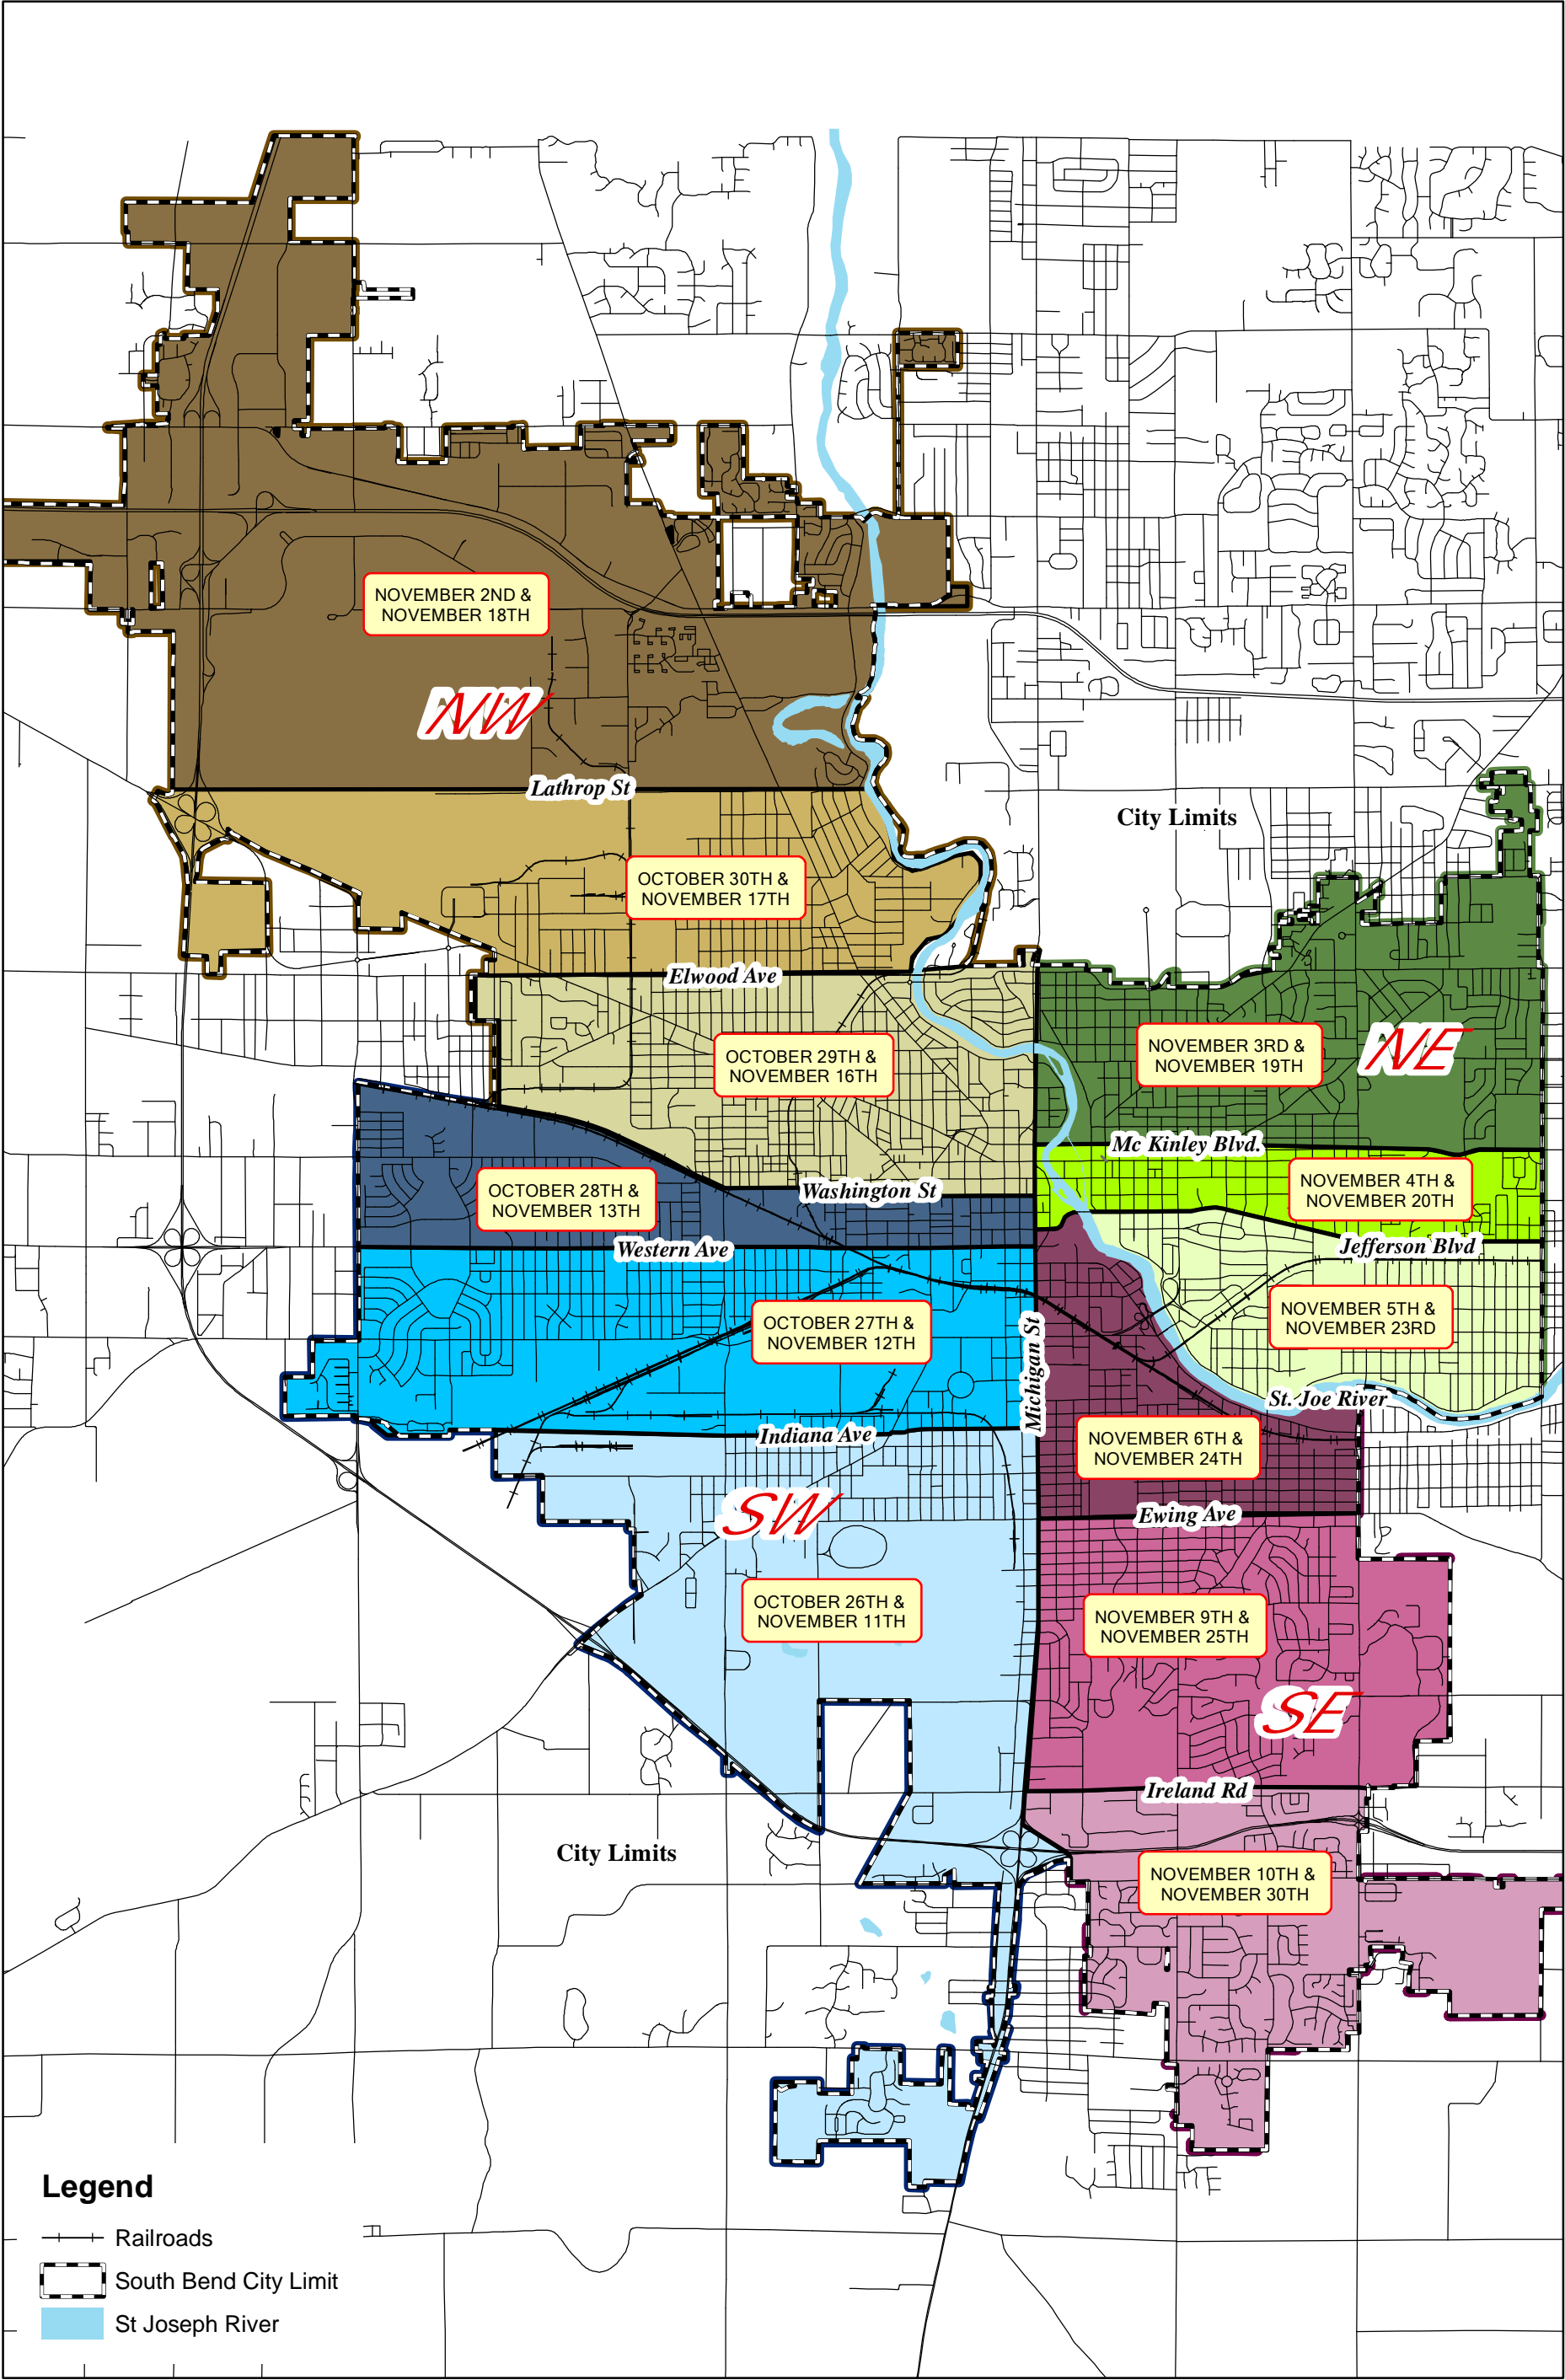 NOVEMBER 2ND &
NOVEMBER 18TH
NW
Lathrop St
City Limits
OCTOBER 30TH &
NOVEMBER 17TH
Elwood Ave
OCTOBER 29TH &
NOVEMBER 16TH
NOVEMBER 3RD &
NOVEMBER 19TH
NE
Mc Kinley Blvd.
OCTOBER 28TH &
NOVEMBER 13TH
Washington St
NOVEMBER 4TH &
NOVEMBER 20TH
Western Ave
Jefferson Blvd
OCTOBER 27TH &
NOVEMBER 12TH
Michigan St
NOVEMBER 5TH &
NOVEMBER 23RD
St. Joe River
Indiana Ave
NOVEMBER 6TH &
NOVEMBER 24TH
SW
Ewing Ave
OCTOBER 26TH &
NOVEMBER 11TH
NOVEMBER 9TH &
NOVEMBER 25TH
SE
Ireland Rd
City Limits
NOVEMBER 10TH &
NOVEMBER 30TH
Legend
Railroads
South Bend City Limit
St Joseph River